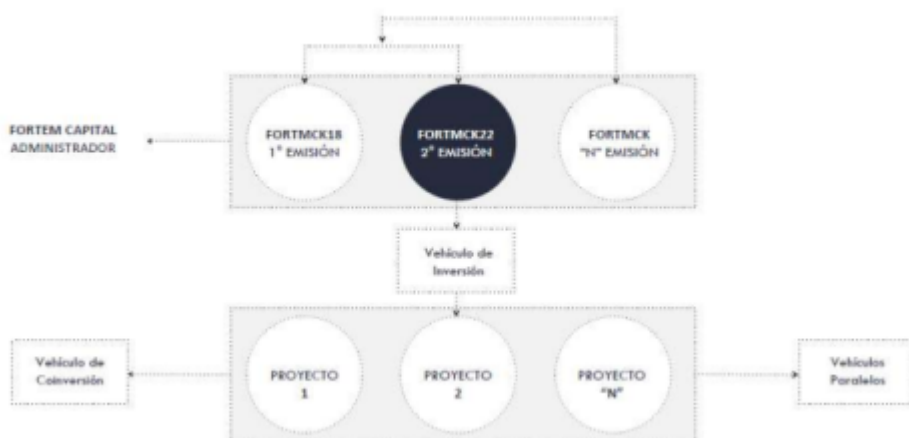 FORTEM CAPITAL
ADMINISTRADOR
FORTMCK18
1° EMISIÓN
FORTMCK22
2° EMISIÓN
FORTMCK
"N" EMISIÓN
Vehículo de
Inversión
Vehículo de
Coinversión
PROYECTO
1
PROYECTO
2
PROYECTO
"N"
Vehículos
Paralelos